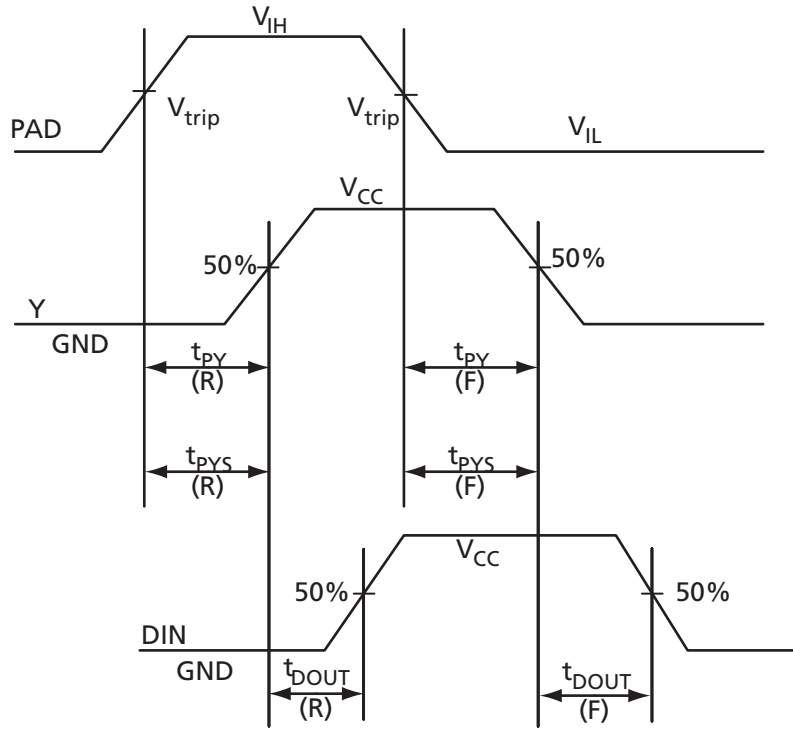 V_IH
V_trip
V_trip
PAD
V_IL
V_CC
50%
50%
Y
GND
t_PY
(R)
t_PY
(F)
t_PYS
(R)
t_PYS
(F)
V_CC
50%
50%
DIN
GND
t_DOUT
(R)
t_DOUT
(F)